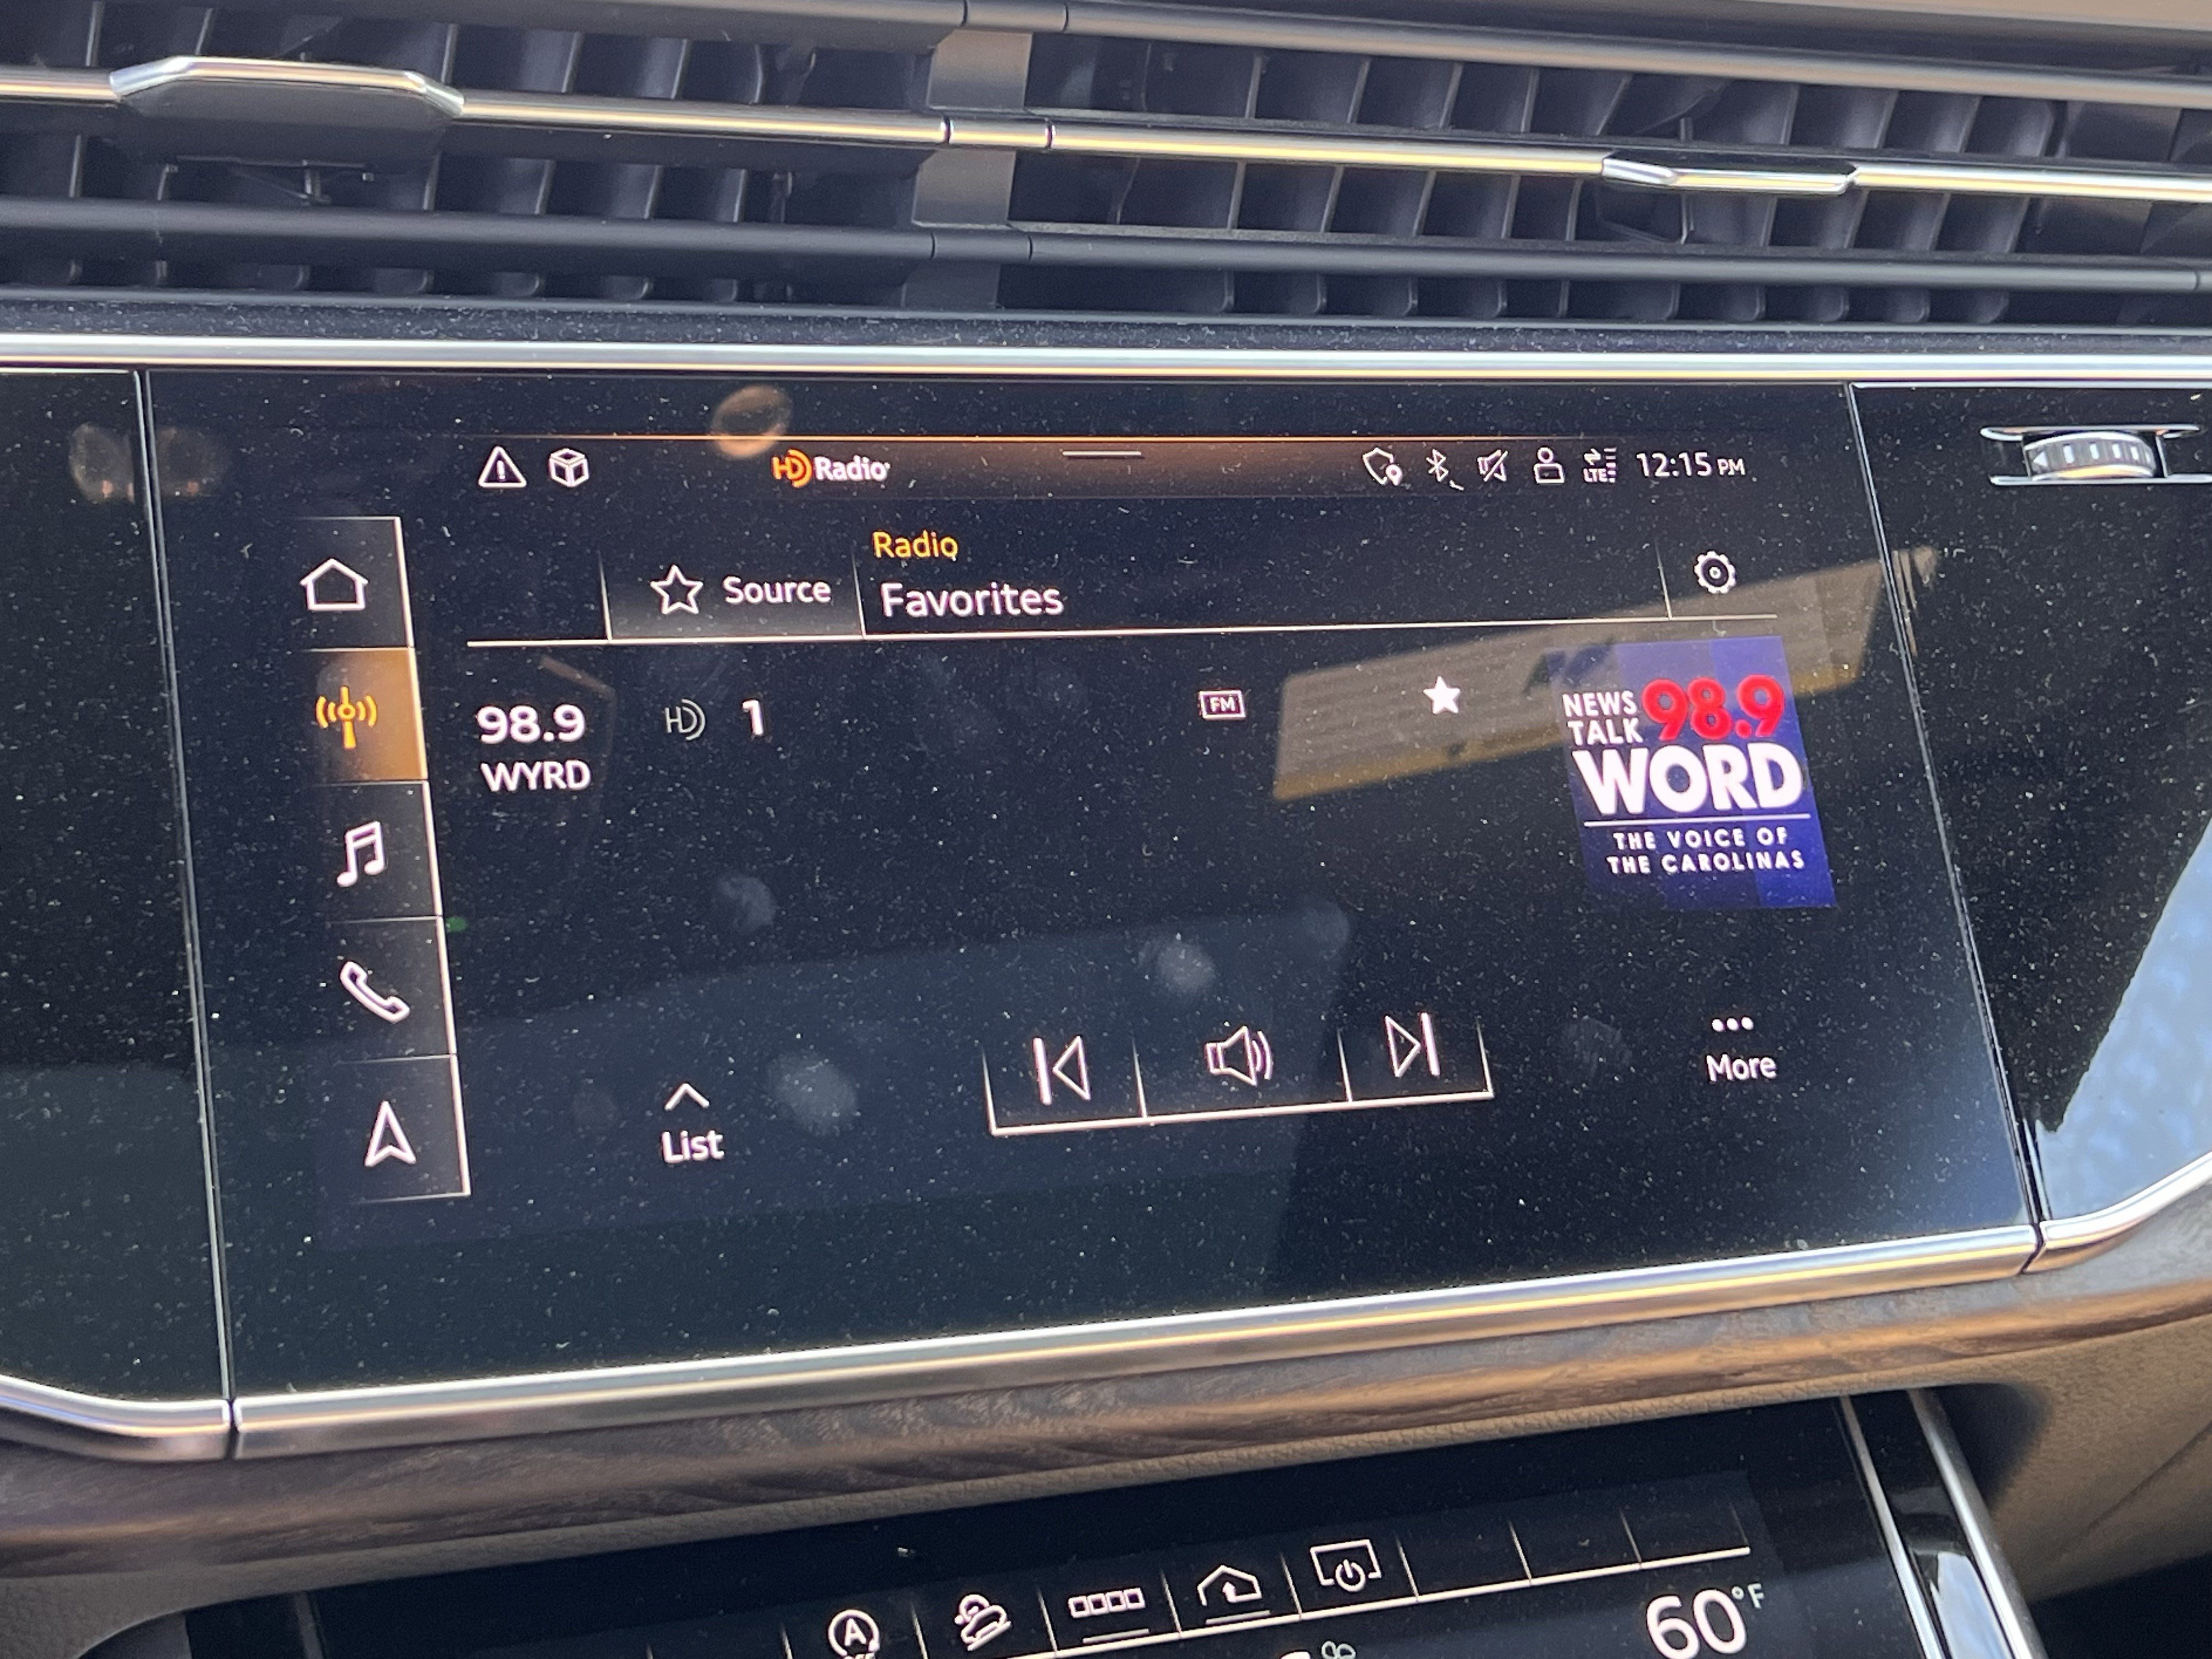 HD Radio
LTE
12:15 PM
Radio
Source
Favorites
98.9
HD 1
FM
WYRD
NEWS
TALK
98.9
WORD
THE VOICE OF
THE CAROLINAS
List
More
A
60°F